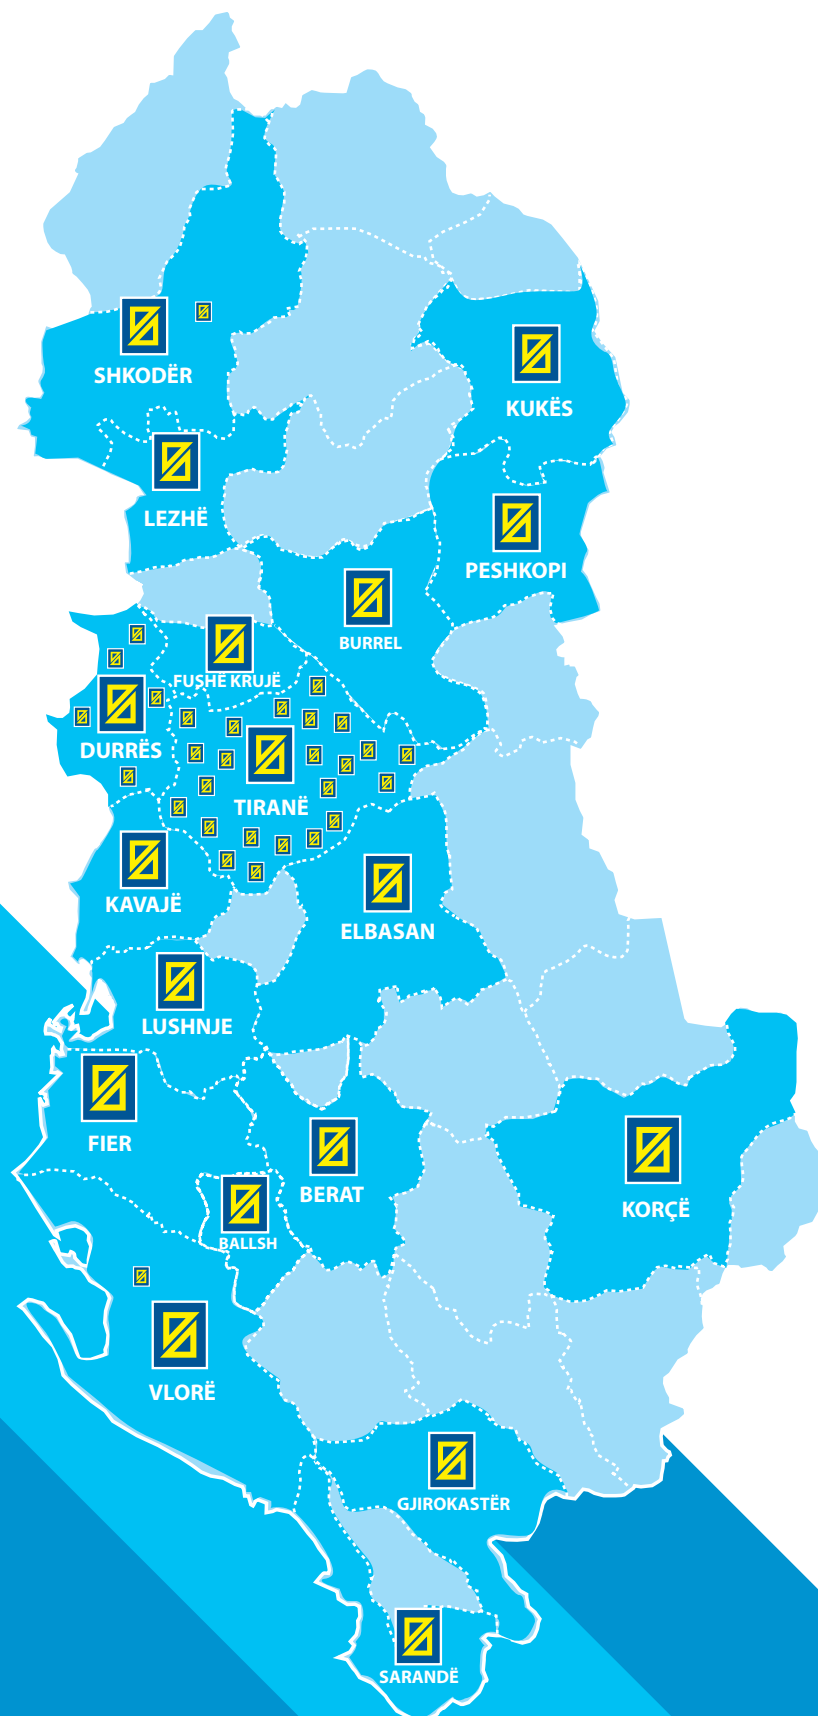 SHKODËR
KUKËS
LEZHË
PESHKOPI
BURREL
FUSHË KRUJË
DURRËS
TIRANË
KAVAJË
ELBASAN
LUSHNJE
FIER
BERAT
KORÇË
BALLSH
VLORË
GJIROKASTËR
SARANDË